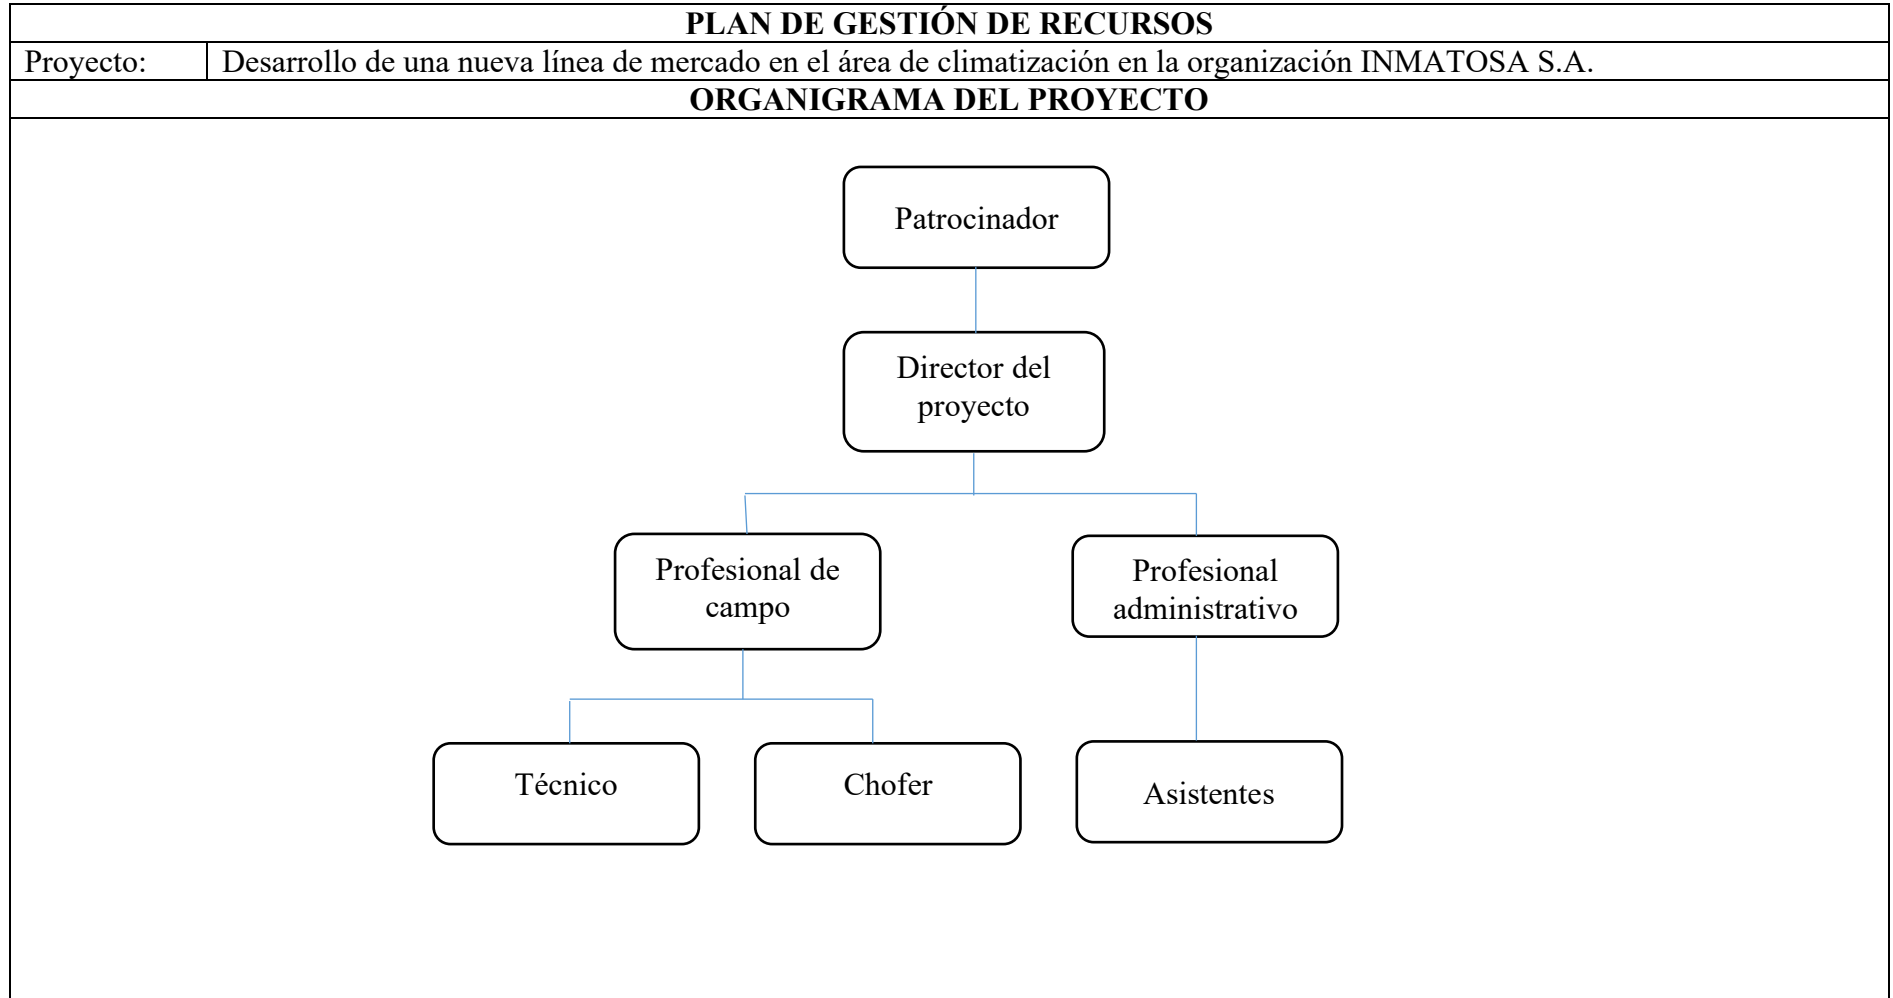 PLAN DE GESTIÓN DE RECURSOS
Proyecto: Desarrollo de una nueva línea de mercado en el área de climatización en la organización INMATOSA S.A.
ORGANIGRAMA DEL PROYECTO
Patrocinador
Director del
proyecto
Profesional de
campo
Profesional
administrativo
Técnico
Chofer
Asistentes